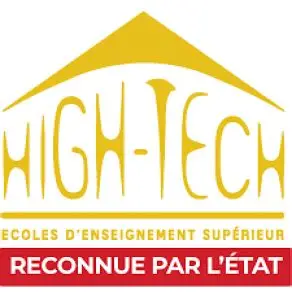 HIGH-TECH
ECOLES D'ENSEIGNEMENT SUPÉRIEUR
RECONNUE PAR L'ÉTAT